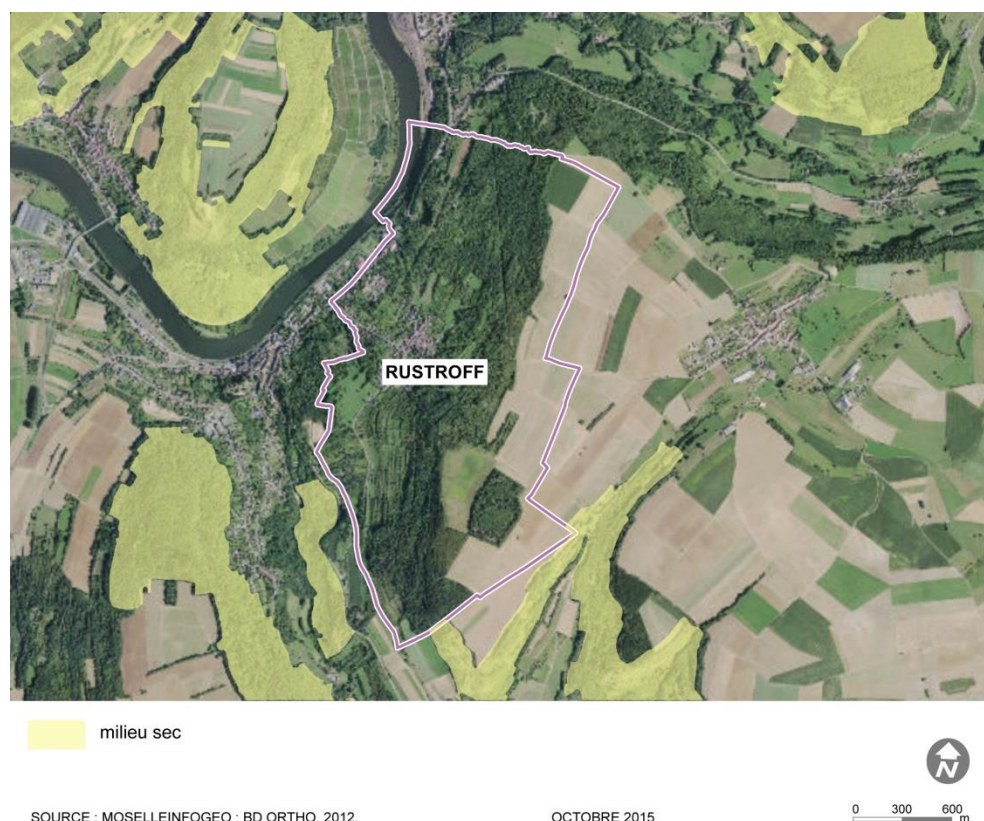 RUSTROFF
milieu sec
N
SOURCE : MOSELLEINFOGEO ; BD ORTHO, 2012
OCTOBRE 2015
0 300 600
m